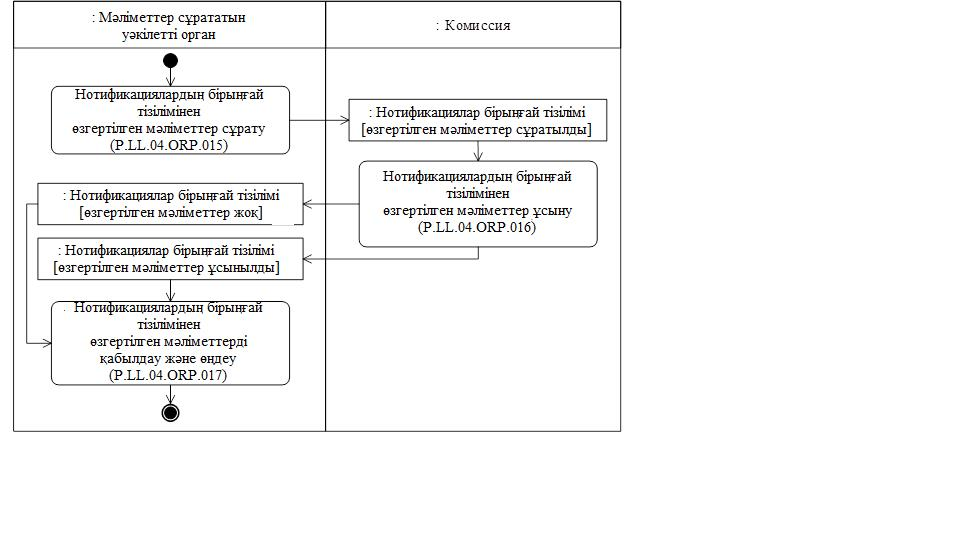 : Мәліметтер сұрататын
уәкілетті орган
: Комиссия
Нотификациялардың бірыңғай
тізілімінен
өзгертілген мәліметтер сұрату
(P.LL.04.ORP.015)
: Нотификациялар бірыңғай тізілімі
[өзгертілген мәліметтер сұратылды]
Нотификациялардың бірыңғай
тізілімінен
өзгертілген мәліметтер ұсыну
(P.LL.04.ORP.016)
: Нотификациялар бірыңғай тізілімі
[өзгертілген мәліметтер жоқ]
: Нотификациялар бірыңғай тізілімі
[өзгертілген мәліметтер ұсынылды]
Нотификациялардың бірыңғай
тізілімінен
өзгертілген мәліметтерді
қабылдау және өңдеу
(P.LL.04.ORP.017)